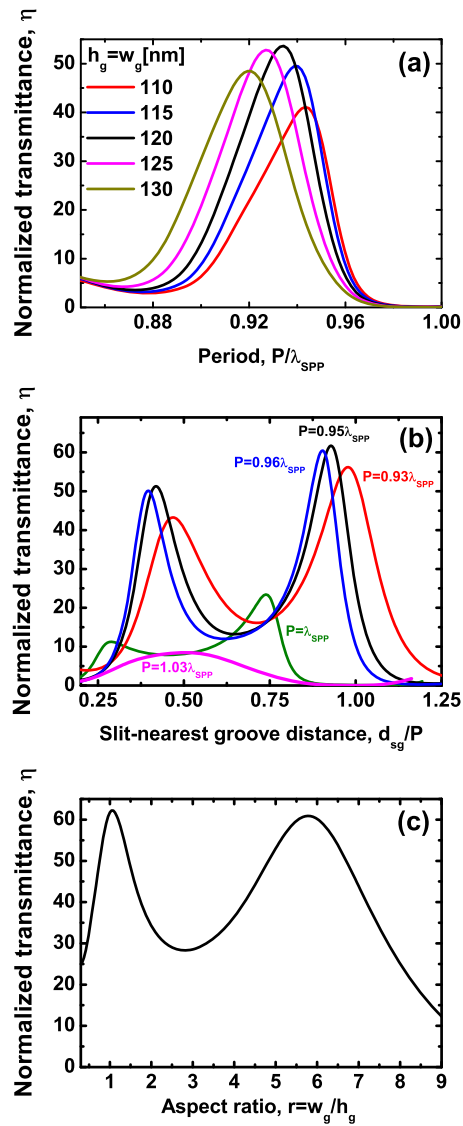 (a)
h_g=w_g[nm]
110
115
120
125
130
Normalized transmittance, η
50
40
30
20
10
0
0.88 0.92 0.96 1.00
Period, P/λ_SPP
(b)
P=0.95λ_SPP
P=0.96λ_SPP
P=0.93λ_SPP
P=λ_SPP
P=1.03λ_SPP
Normalized transmittance, η
60
50
40
30
20
10
0
0.25 0.50 0.75 1.00 1.25
Slit-nearest groove distance, d_sg/P
(c)
Normalized transmittance, η
60
50
40
30
20
10
0
1 2 3 4 5 6 7 8 9
Aspect ratio, r=w_g/h_g